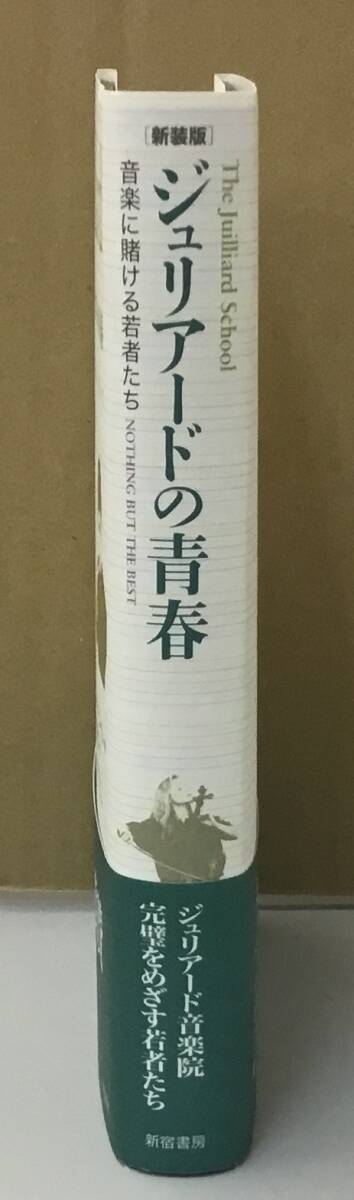 [新装版]
The Juilliard School
ジュリアードの青春
音楽に賭ける若者たち NOTHING BUT THE BEST
ジュリアード音楽院
完璧をめざす若者たち
新宿書房